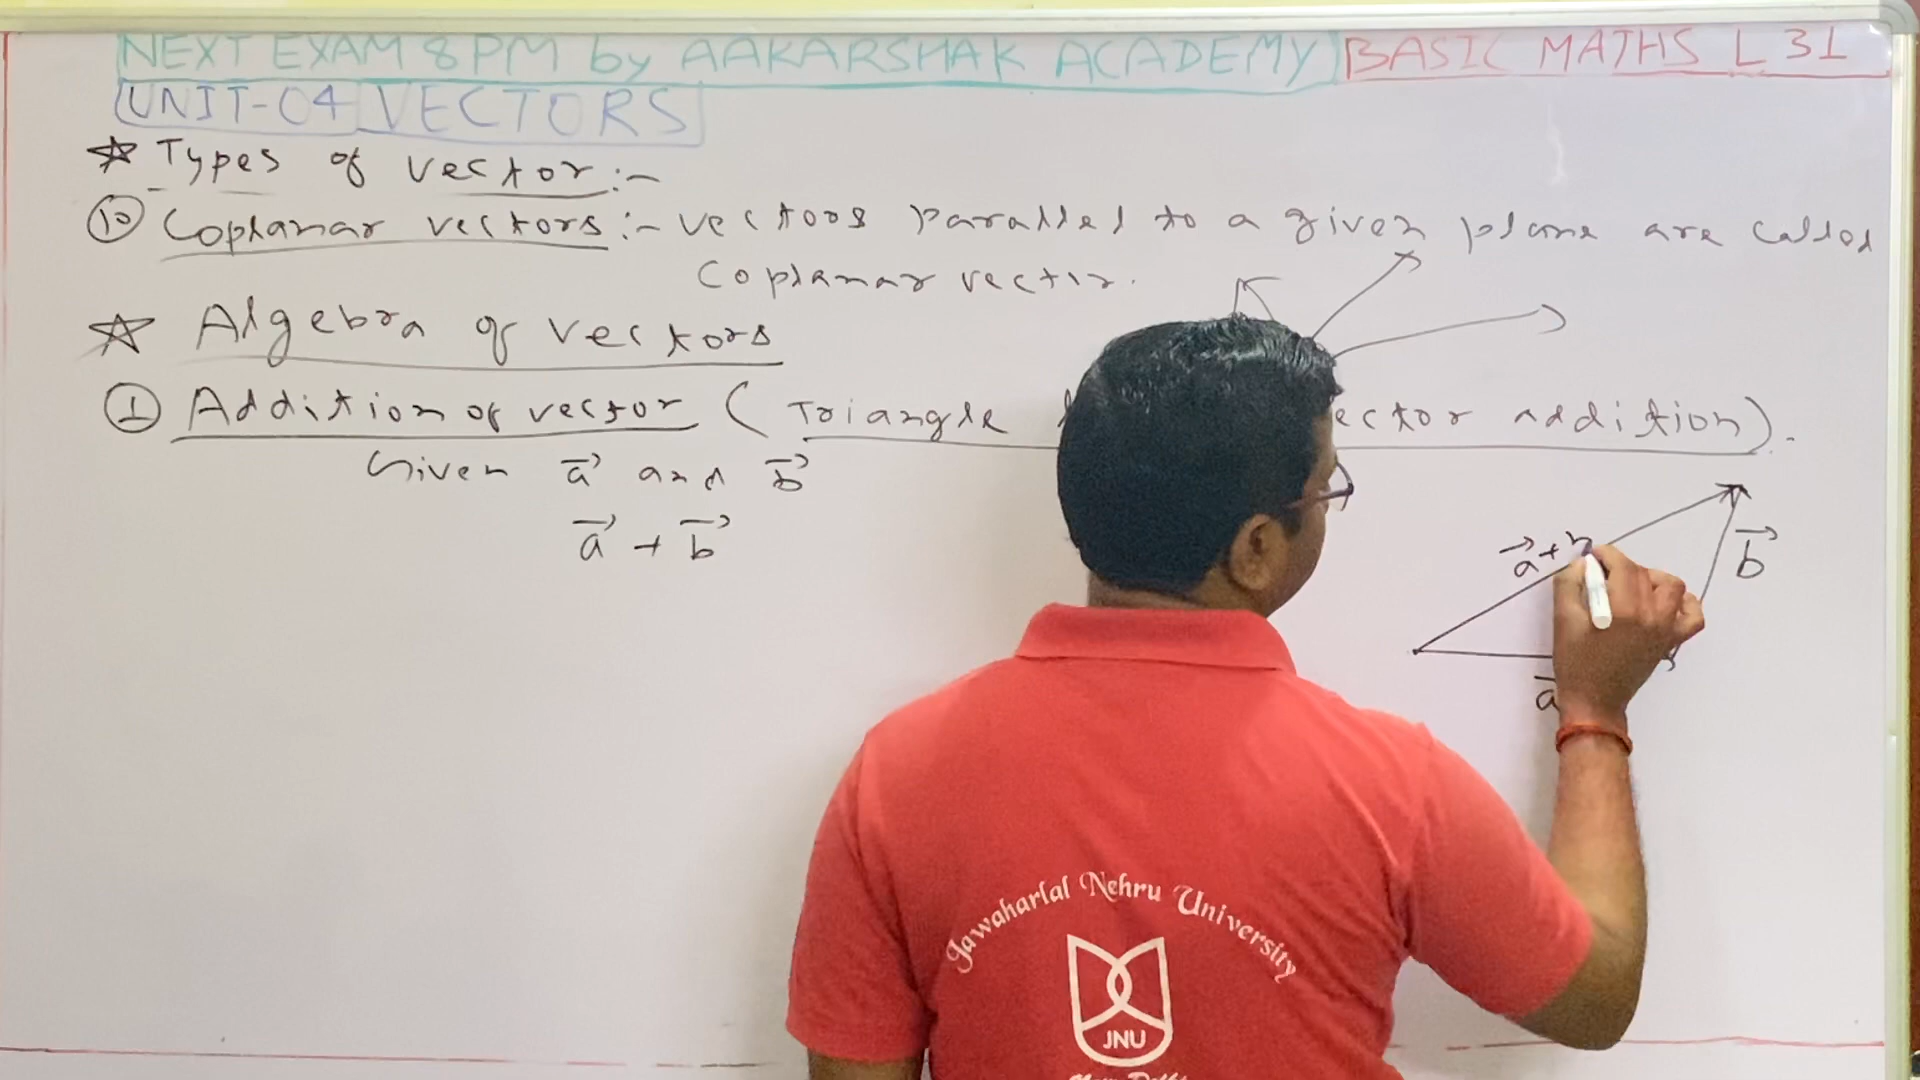 NEXT EXAM 8PM by AAKARSHAK ACADEMY BASIC MATHS L 31
UNIT-04 VECTORS
☆ Types of vector:-
⑩ Coplanar vectors:- vectors parallel to a given plane are called
Coplanar vector.
☆ Algebra of vectors
① Addition of vector (Triangle ector addition).
Given a⃗ and b⃗
a⃗ + b⃗
a⃗ +
b⃗
a
Jawaharlal Nehru University
JNU